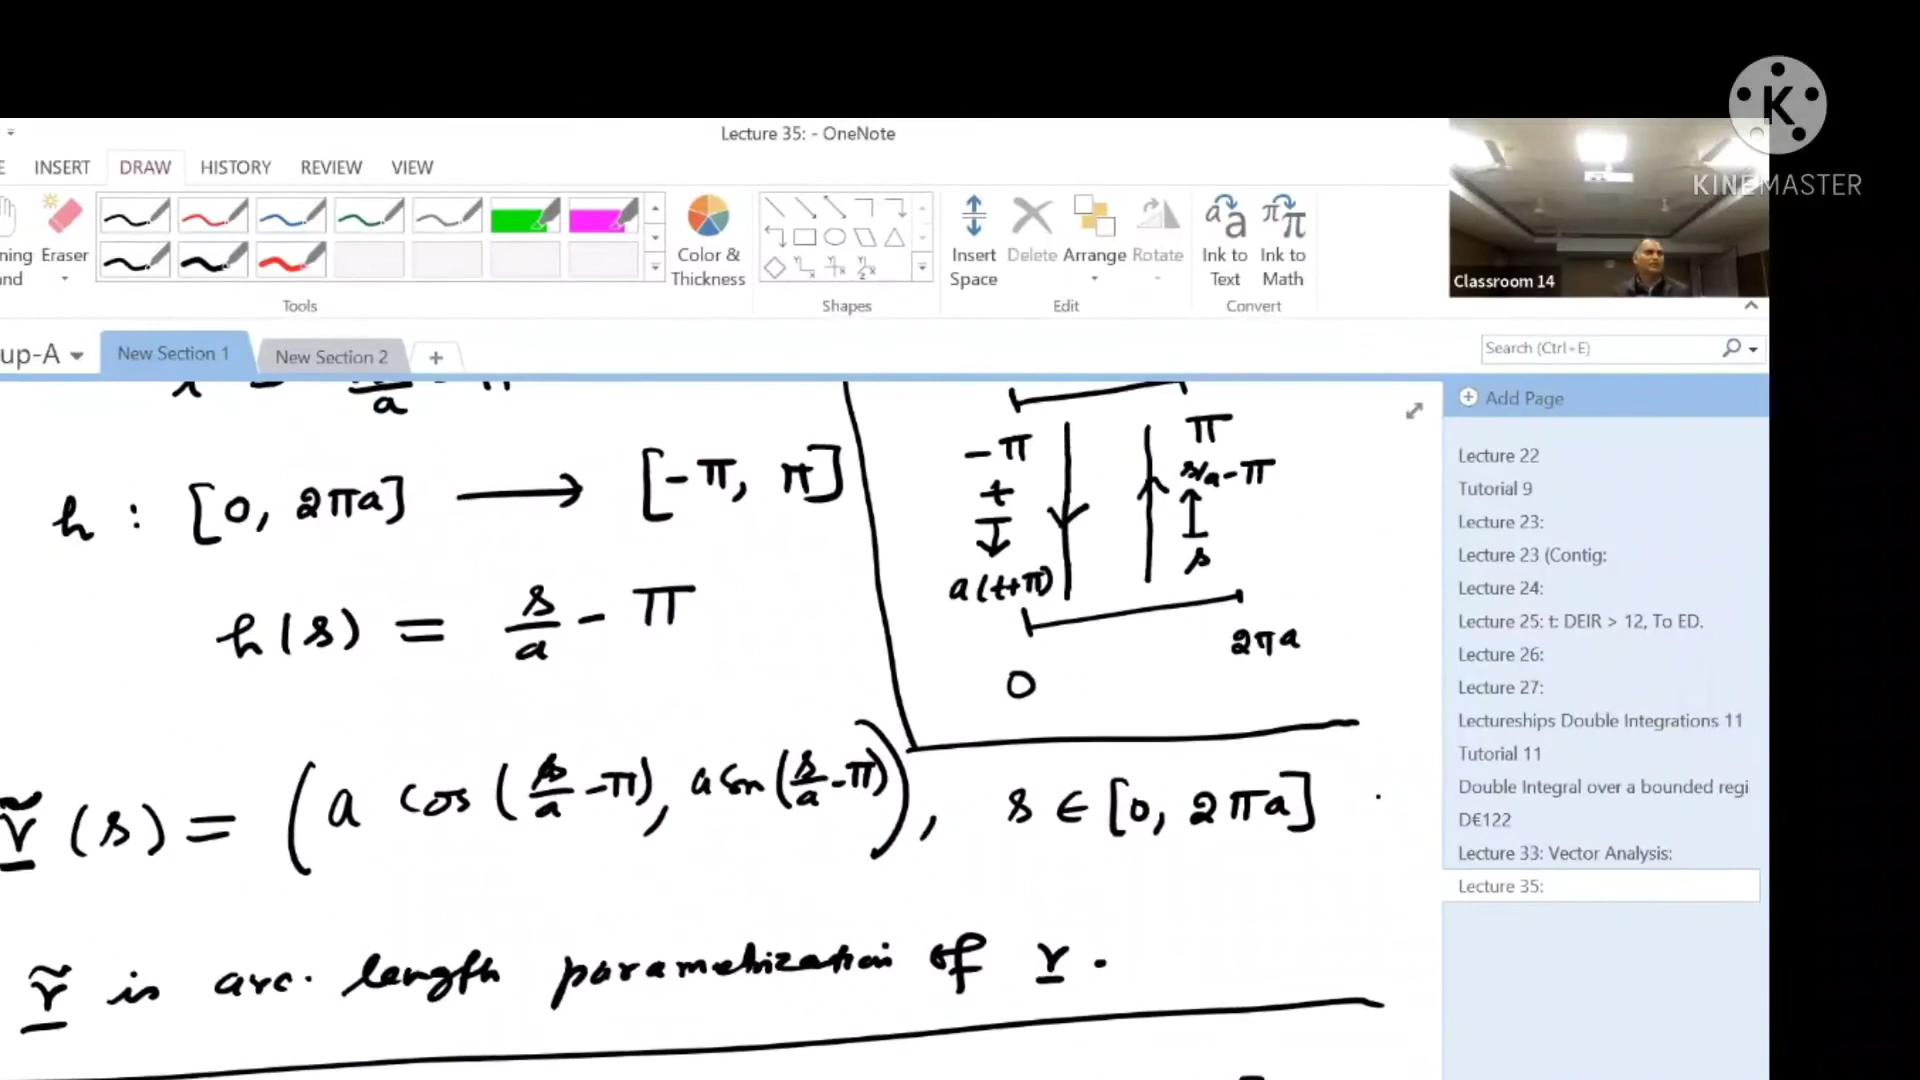 KINEMASTER
Lecture 35: - OneNote
INSERT DRAW HISTORY REVIEW VIEW
Eraser
Color & Thickness
Insert Space
Delete
Arrange
Rotate
Ink to Text
Ink to Math
Tools
Shapes
Edit
Convert
Classroom 14
up-A
New Section 1
New Section 2
+
Search (Ctrl+E)
Add Page
Lecture 22
Tutorial 9
Lecture 23:
Lecture 23 (Contig:
Lecture 24:
Lecture 25: t: DEIR > 12, To ED.
Lecture 26:
Lecture 27:
Lectureships Double Integrations 11
Tutorial 11
Double Integral over a bounded regi
D€122
Lecture 33: Vector Analysis:
Lecture 35:
h : [0, 2πa] ⟶ [-π, π]
h(s) = s/a - π
-π
π
t
↧
a(t+π)
s/a - π
↥
s
0
2πa
r̃(s) = (a cos(s/a - π), a sin(s/a - π)), s ∈ [0, 2πa]
r̃ is arc. length parametrization of r.